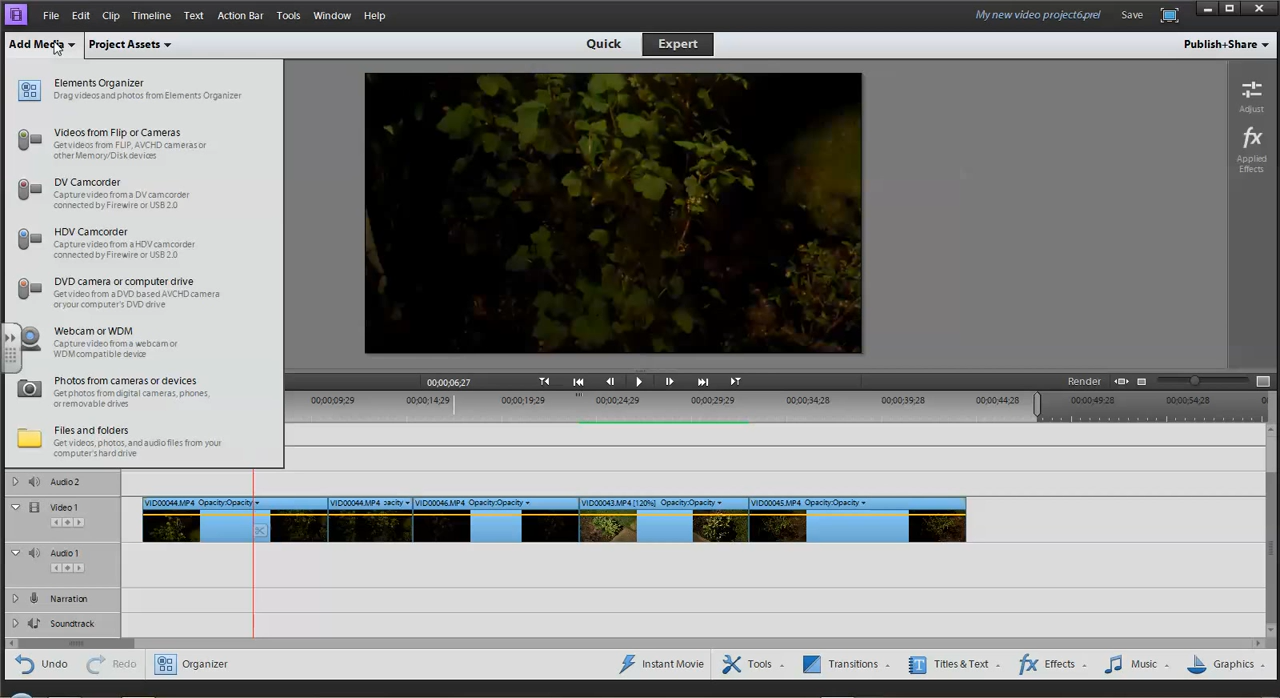 File Edit Clip Timeline Text Action Bar Tools Window Help My new video project6.prel Save
Add Media Project Assets Quick Expert Publish+Share
Elements Organizer
Drag videos and photos from Elements Organizer
Videos from Flip or Cameras
Get videos from FLIP, AVCHD cameras or
other Memory/Disk devices
DV Camcorder
Capture video from a DV camcorder
connected by Firewire or USB 2.0
HDV Camcorder
Capture video from a HDV camcorder
connected by Firewire or USB 2.0
DVD camera or computer drive
Get video from a DVD based AVCHD camera
or your computer's DVD drive
Webcam or WDM
Capture video from a webcam or
WDM compatible device
Photos from cameras or devices
Get photos from digital cameras, phones,
or removable drives
Files and folders
Get videos, photos, and audio files from your
computer's hard drive
Adjust
fx
Applied
Effects
00;00;06;27 Render
00;00;09;29 00;00;14;29 00;00;19;29 00;00;24;29 00;00;29;29 00;00;34;28 00;00;39;28 00;00;44;28 00;00;49;28 00;00;54;28
Audio 2
Video 1
VID00044.MP4 Opacity:Opacity VID00044.MP4 pacity VID00046.MP4 Opacity:Opacity VID00043.MP4 [120%] Opacity:Opacity VID00045.MP4 Opacity:Opacity
Audio 1
Narration
Soundtrack
Undo Redo Organizer Instant Movie Tools Transitions T Titles & Text fx Effects Music Graphics